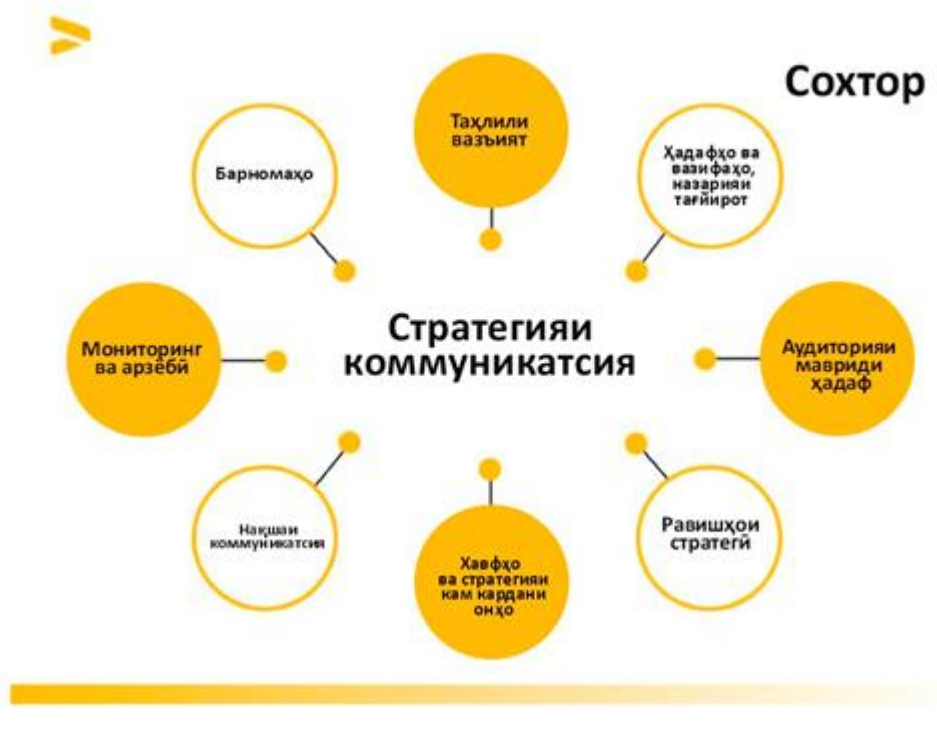 Сохтор
Стратегияи
коммуникатсия
Таҳлили
вазъият
Ҳадафҳо ва
вазифаҳо,
назарияи
тағйирот
Аудиторияи
мавриди
ҳадаф
Равишҳои
стратегӣ
Хавфҳо
ва стратегияи
кам кардани
онҳо
Нақшаи
коммуникатсия
Мониторинг
ва арзёбӣ
Барномаҳо